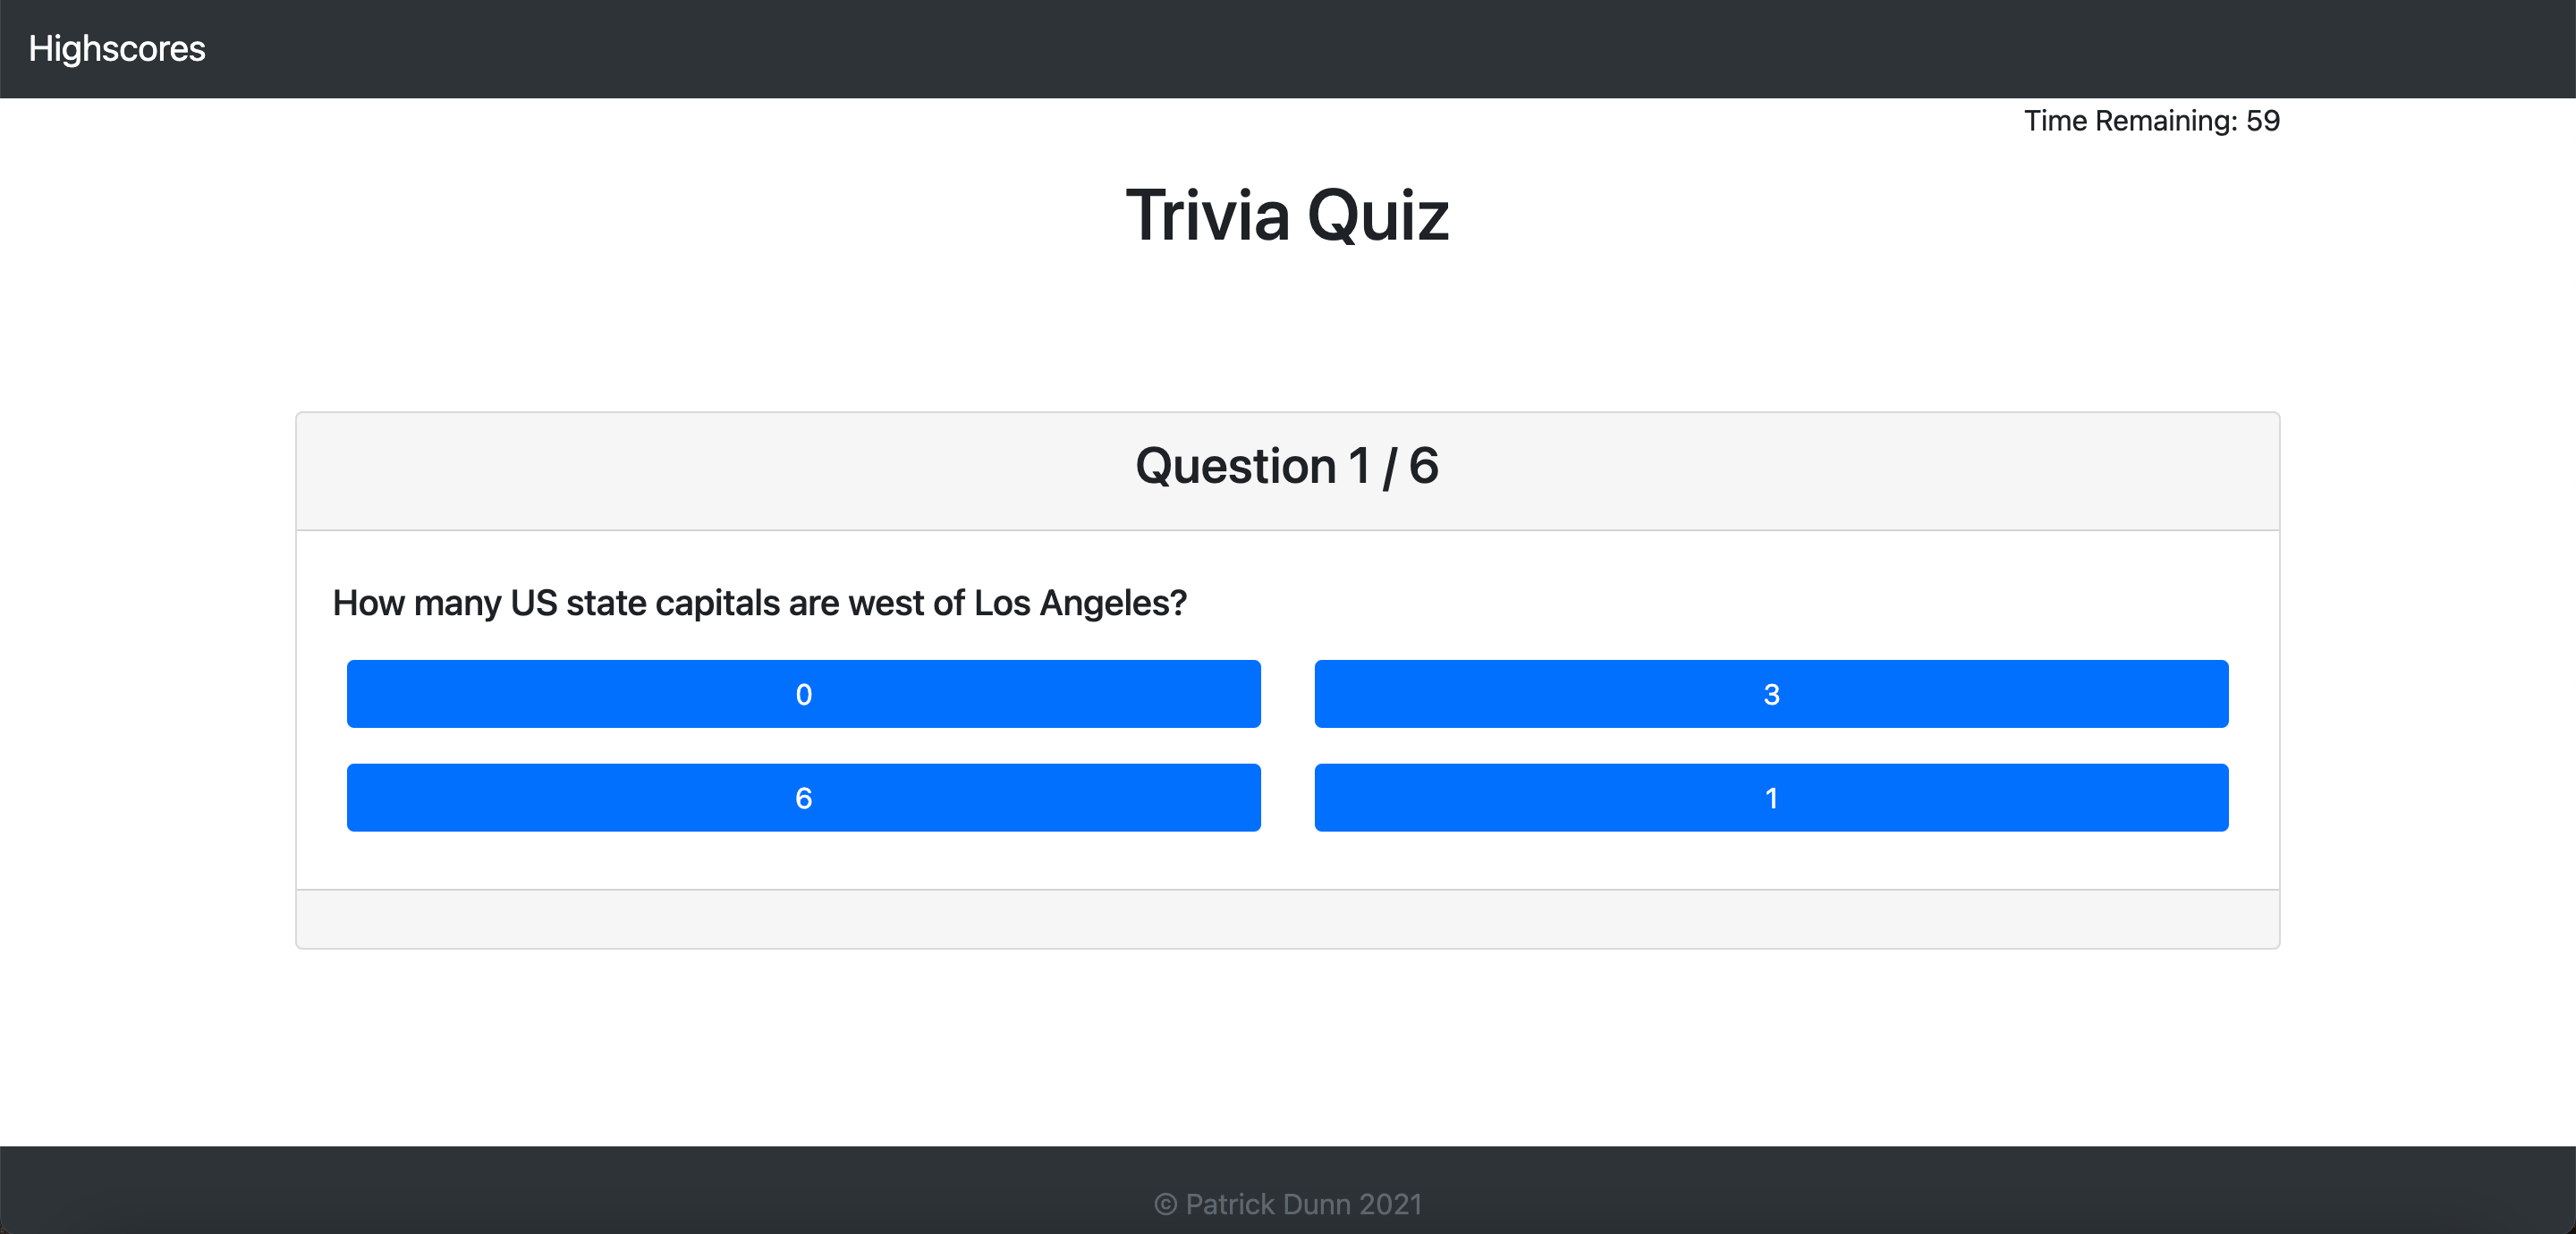 Highscores
Time Remaining: 59
Trivia Quiz
Question 1 / 6
How many US state capitals are west of Los Angeles?
0
3
6
1
© Patrick Dunn 2021